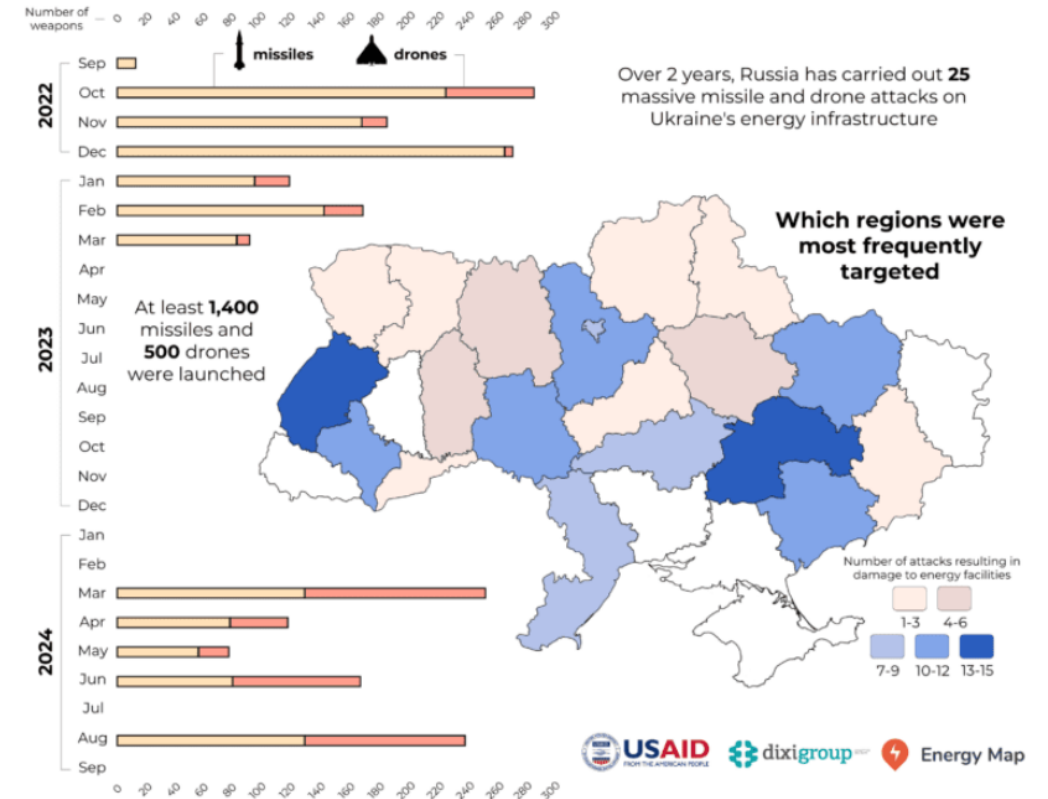 Number of
weapons
0 20 40 60 80 100 120 140 160 180 200 220 240 260 280 300
missiles
drones
2022
Sep
Oct
Nov
Dec
Over 2 years, Russia has carried out 25
massive missile and drone attacks on
Ukraine's energy infrastructure
2023
Jan
Feb
Mar
Apr
May
Jun
Jul
Aug
Sep
Oct
Nov
Dec
At least 1,400
missiles and
500 drones
were launched
Which regions were
most frequently
targeted
2024
Jan
Feb
Mar
Apr
May
Jun
Jul
Aug
Sep
0 20 40 60 80 100 120 140 160 180 200 220 240 260 280 300
Number of attacks resulting in
damage to energy facilities
1-3 4-6
7-9 10-12 13-15
USAID
FROM THE AMERICAN PEOPLE
dixigroup
Energy Map